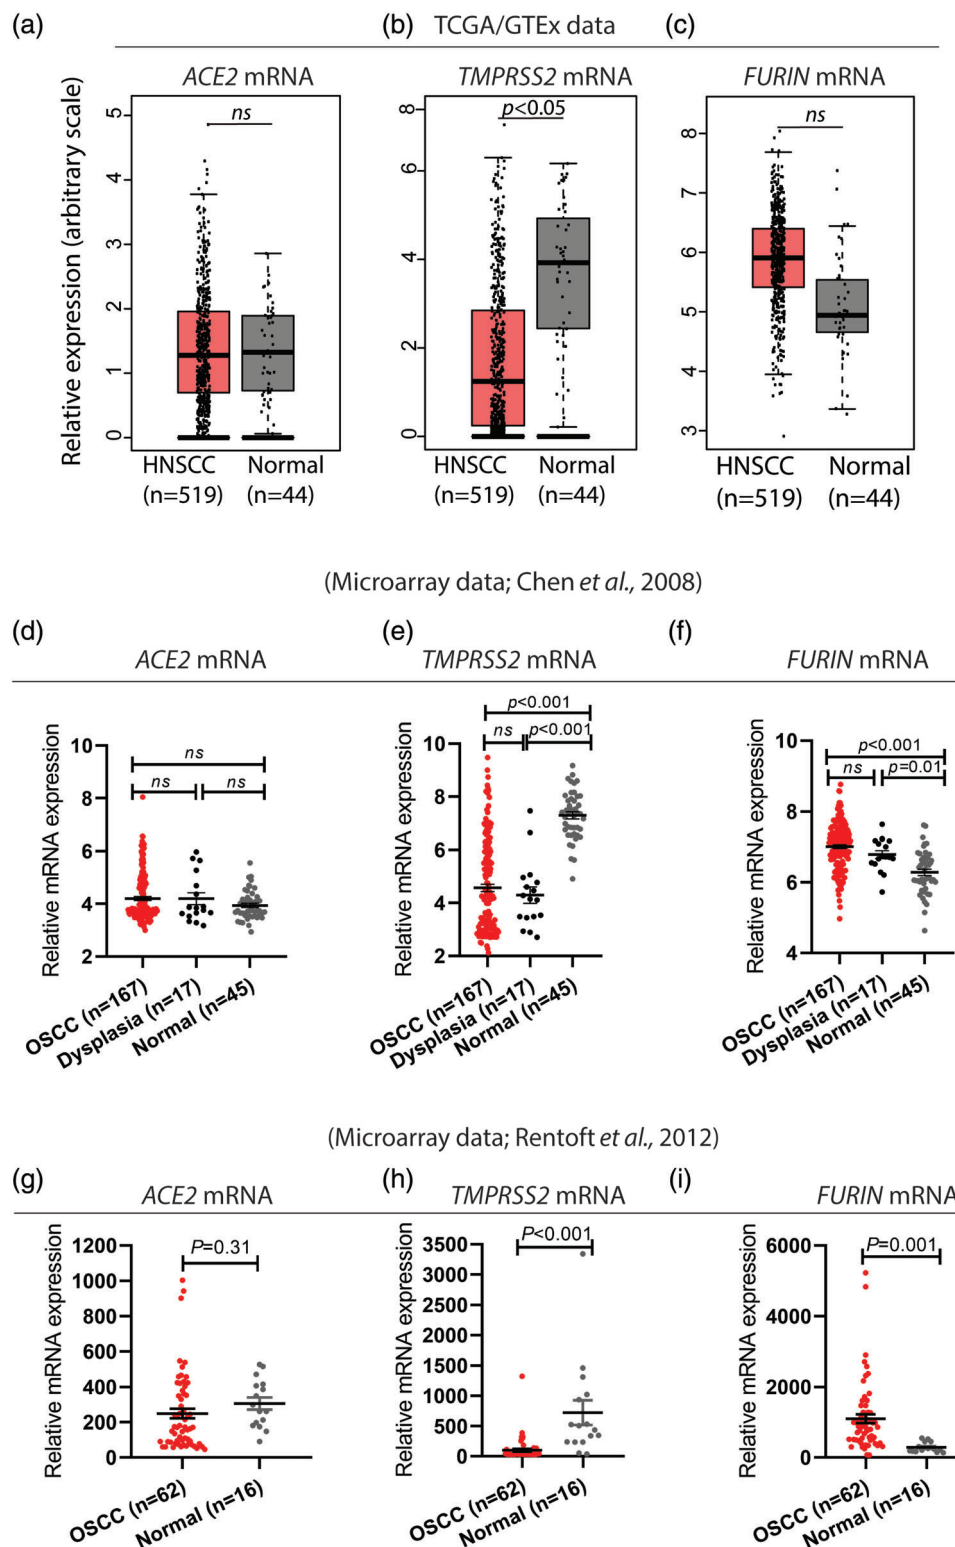 (a) (b) TCGA/GTEx data (c)
ACE2 mRNA TMPRSS2 mRNA FURIN mRNA
Relative expression (arbitrary scale)
ns
5
4
3
2
1
0
p<0.05
8
6
4
2
0
ns
8
7
6
5
4
3
HNSCC Normal HNSCC Normal HNSCC Normal
(n=519) (n=44) (n=519) (n=44) (n=519) (n=44)
(Microarray data; Chen et al., 2008)
(d) (e) (f)
ACE2 mRNA TMPRSS2 mRNA FURIN mRNA
Relative mRNA expression
ns
ns ns
10
8
6
4
2
OSCC (n=167)
Dysplasia (n=17)
Normal (n=45)
Relative mRNA expression
p<0.001
ns p<0.001
10
8
6
4
2
OSCC (n=167)
Dysplasia (n=17)
Normal (n=45)
Relative mRNA expression
p<0.001
ns p=0.01
10
8
6
4
OSCC (n=167)
Dysplasia (n=17)
Normal (n=45)
(Microarray data; Rentoft et al., 2012)
(g) (h) (i)
ACE2 mRNA TMPRSS2 mRNA FURIN mRNA
Relative mRNA expression
P=0.31
1200
1000
800
600
400
200
0
OSCC (n=62)
Normal (n=16)
Relative mRNA expression
P<0.001
3500
3000
2500
2000
1500
1000
500
0
OSCC (n=62)
Normal (n=16)
Relative mRNA expression
P=0.001
6000
4000
2000
0
OSCC (n=62)
Normal (n=16)